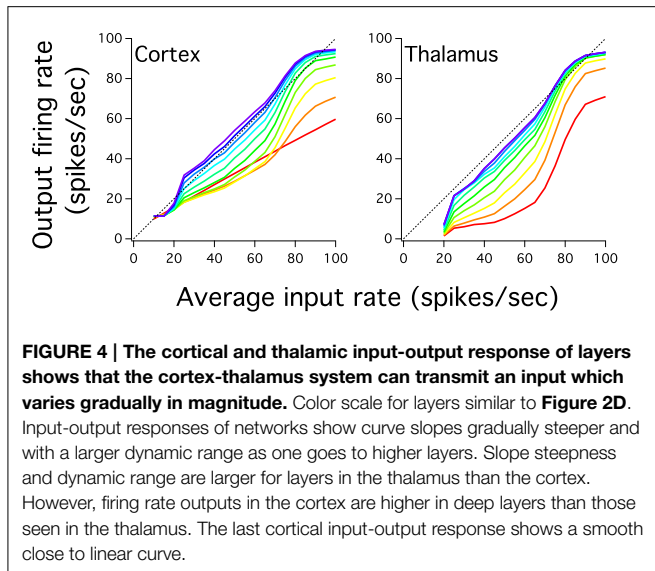 Cortex
Thalamus
Output firing rate
(spikes/sec)
100
80
60
40
20
0
0
20
40
60
80
100
100
80
60
40
20
0
0
20
40
60
80
100
Average input rate (spikes/sec)
FIGURE 4 | The cortical and thalamic input-output response of layers
shows that the cortex-thalamus system can transmit an input which
varies gradually in magnitude. Color scale for layers similar to Figure 2D.
Input-output responses of networks show curve slopes gradually steeper and
with a larger dynamic range as one goes to higher layers. Slope steepness
and dynamic range are larger for layers in the thalamus than the cortex.
However, firing rate outputs in the cortex are higher in deep layers than those
seen in the thalamus. The last cortical input-output response shows a smooth
close to linear curve.